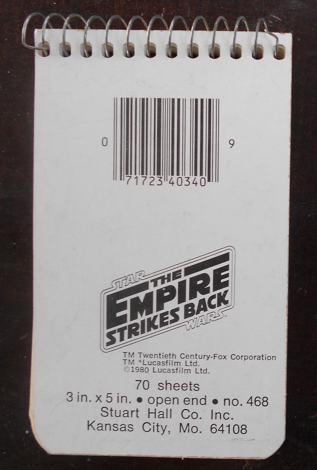 0 71723 40340 9
STAR
THE
EMPIRE
STRIKES BACK
WARS
TM Twentieth Century-Fox Corporation
TM *Lucasfilm Ltd.
©1980 Lucasfilm Ltd.
70 sheets
3 in. x 5 in. • open end • no. 468
Stuart Hall Co. Inc.
Kansas City, Mo. 64108